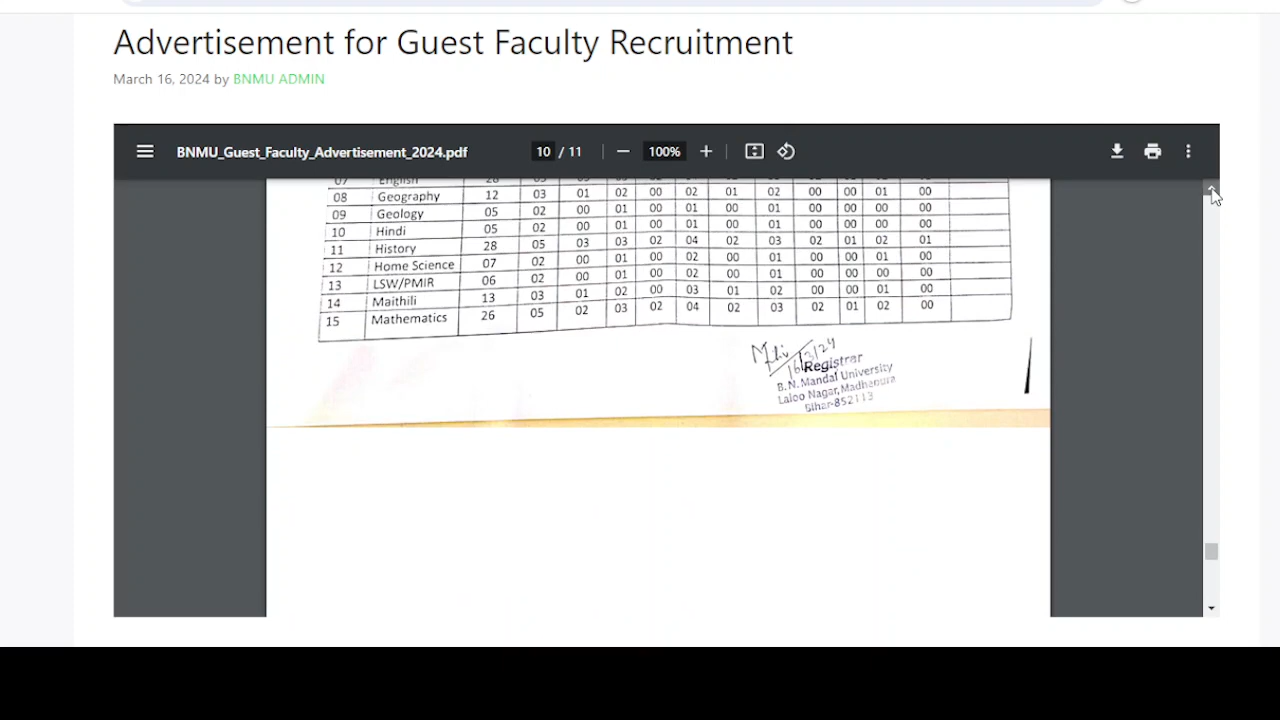 Advertisement for Guest Faculty Recruitment
March 16, 2024 by BNMU ADMIN
BNMU_Guest_Faculty_Advertisement_2024.pdf 10 / 11 100%
07 English 28
08 Geography 12 03 01 02 00 02 01 02 00 00 01 00
09 Geology 05 02 00 01 00 01 00 01 00 00 00 00
10 Hindi 05 02 00 01 00 01 00 01 00 00 00 00
11 History 28 05 03 03 02 04 02 03 02 01 02 01
12 Home Science 07 02 00 01 00 02 00 01 00 00 01 00
13 LSW/PMIR 06 02 00 01 00 02 00 01 00 00 00 00
14 Maithili 13 03 01 02 00 03 01 02 00 00 01 00
15 Mathematics 26 05 02 03 02 04 02 03 02 01 02 00
16/3/24
Registrar
B.N. Mandal University
Laloo Nagar, Madhepura
Bihar-852113